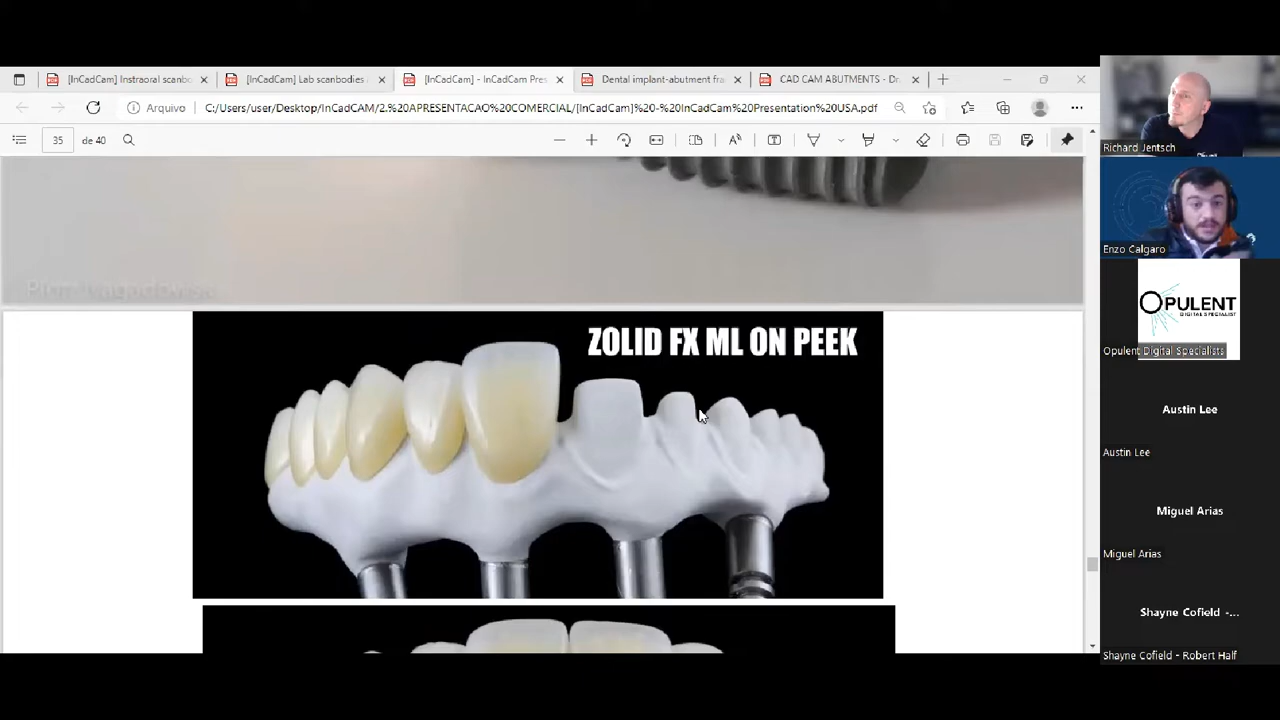 [InCadCam] Instraoral scanbo
[InCadCam] Lab scanbodies
[InCadCam] - InCadCam Pres
Dental implant-abutment fra
CAD CAM ABUTMENTS - Dr.
Arquivo
C:/Users/user/Desktop/InCadCAM/2.%20APRESENTACAO%20COMERCIAL/[InCadCam]%20-%20InCadCam%20Presentation%20USA.pdf
35 de 40
ZOLID FX ML ON PEEK
Richard Jentsch
Enzo Calgaro
OPULENT
DIGITAL SPECIALIST
Opulent Digital Specialists
Austin Lee
Austin Lee
Miguel Arias
Miguel Arias
Shayne Cofield -...
Shayne Cofield - Robert Half